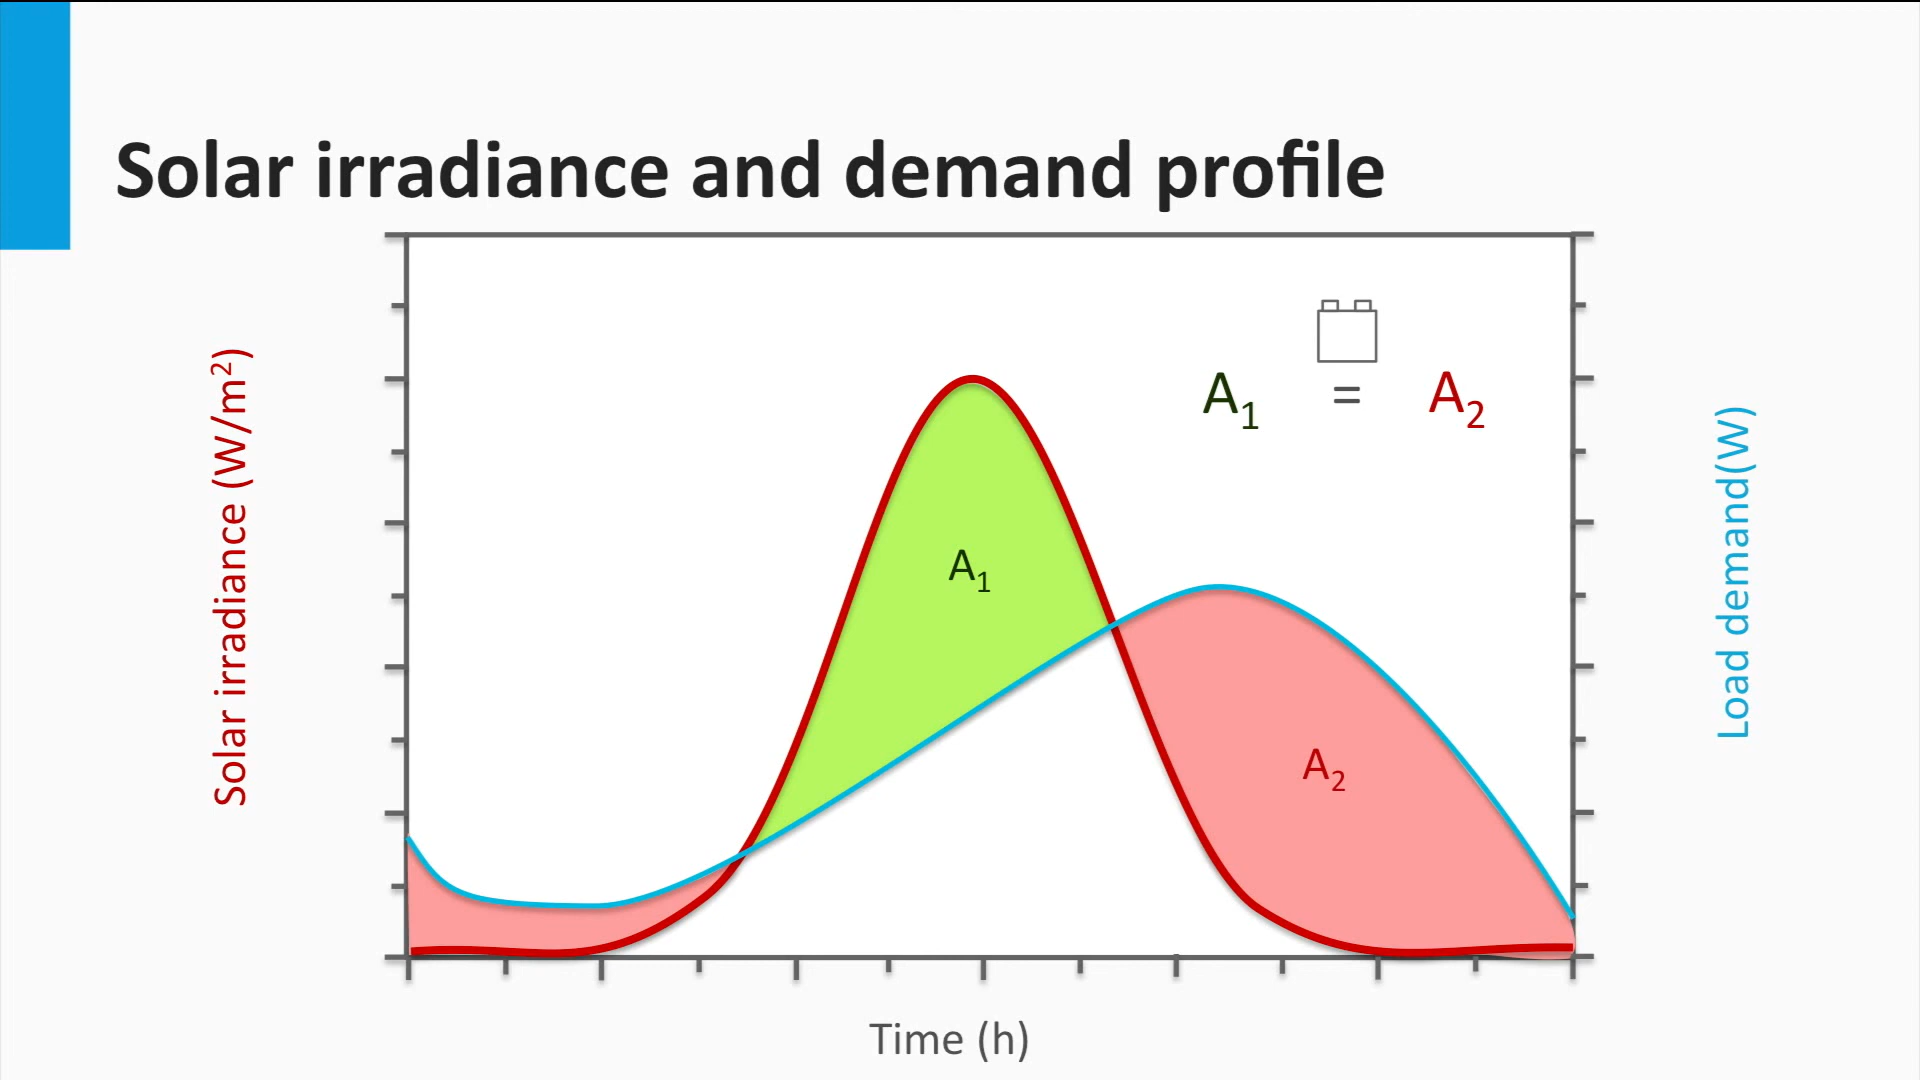 Solar irradiance and demand profile
Solar irradiance (W/m²)
A₁ = A₂
A₁
A₂
Load demand(W)
Time (h)